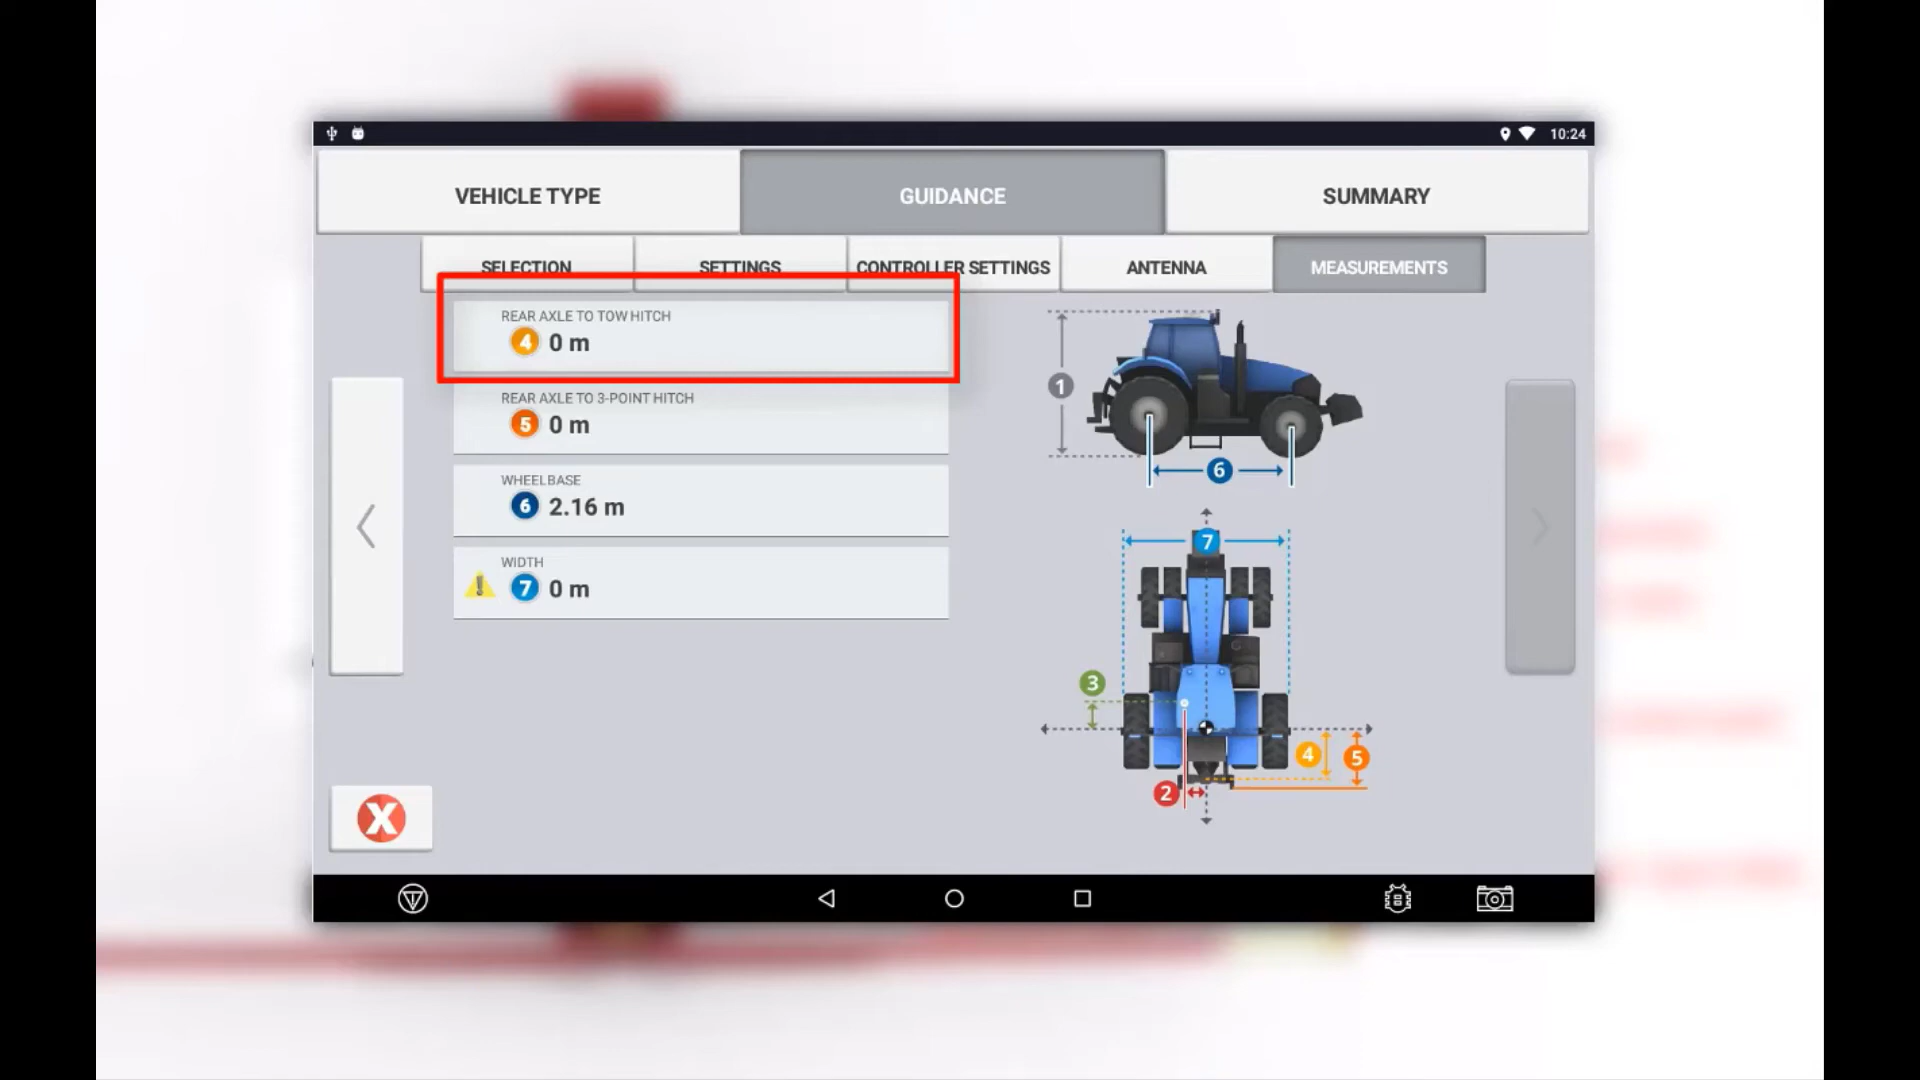 10:24
VEHICLE TYPE
GUIDANCE
SUMMARY
SELECTION
SETTINGS
CONTROLLER SETTINGS
ANTENNA
MEASUREMENTS
REAR AXLE TO TOW HITCH
4 0 m
REAR AXLE TO 3-POINT HITCH
5 0 m
WHEELBASE
6 2.16 m
WIDTH
7 0 m
1
6
7
3
4
5
2